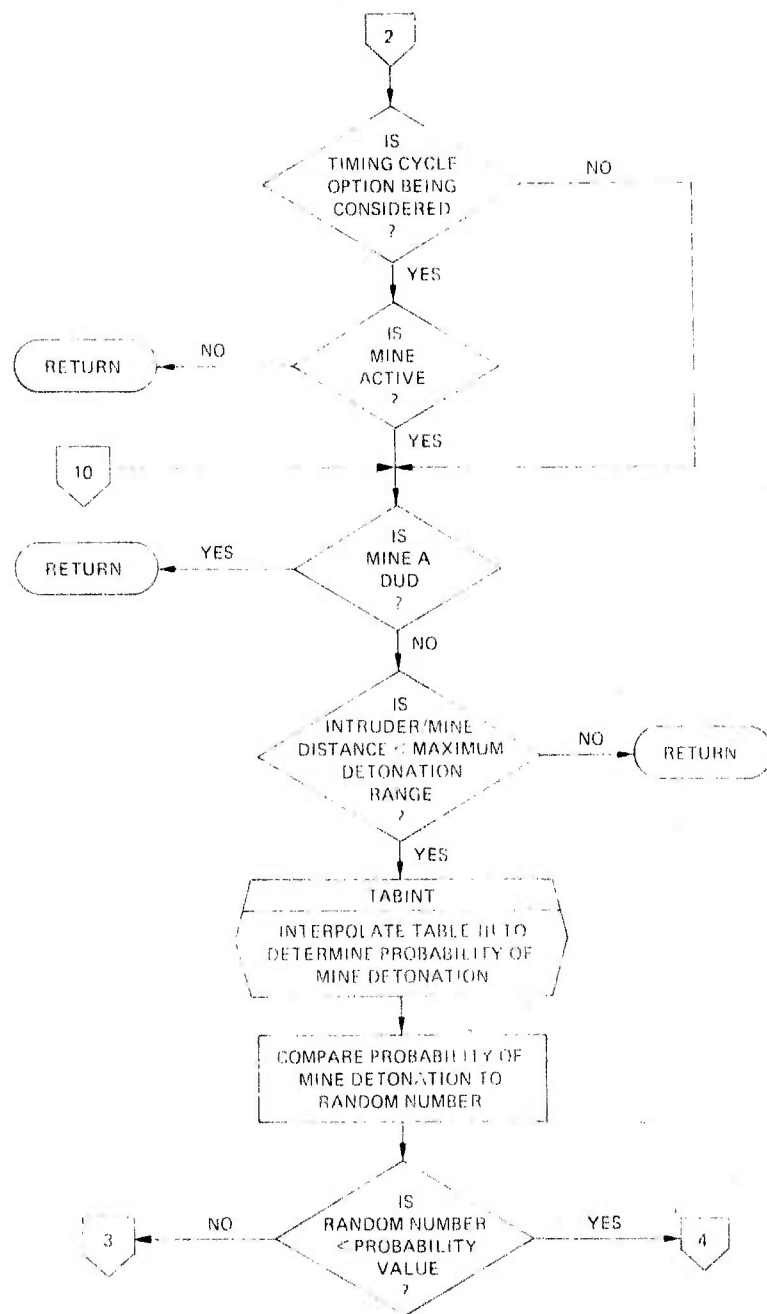 2
IS
TIMING CYCLE
OPTION BEING
CONSIDERED
?
NO
YES
IS
MINE
ACTIVE
?
NO
RETURN
YES
10
IS
MINE A
DUD
?
YES
RETURN
NO
IS
INTRUDER/MINE
DISTANCE < MAXIMUM
DETONATION
RANGE
?
NO
RETURN
YES
TABINT
INTERPOLATE TABLE III TO
DETERMINE PROBABILITY OF
MINE DETONATION
COMPARE PROBABILITY OF
MINE DETONATION TO
RANDOM NUMBER
IS
RANDOM NUMBER
< PROBABILITY
VALUE
?
NO
3
YES
4